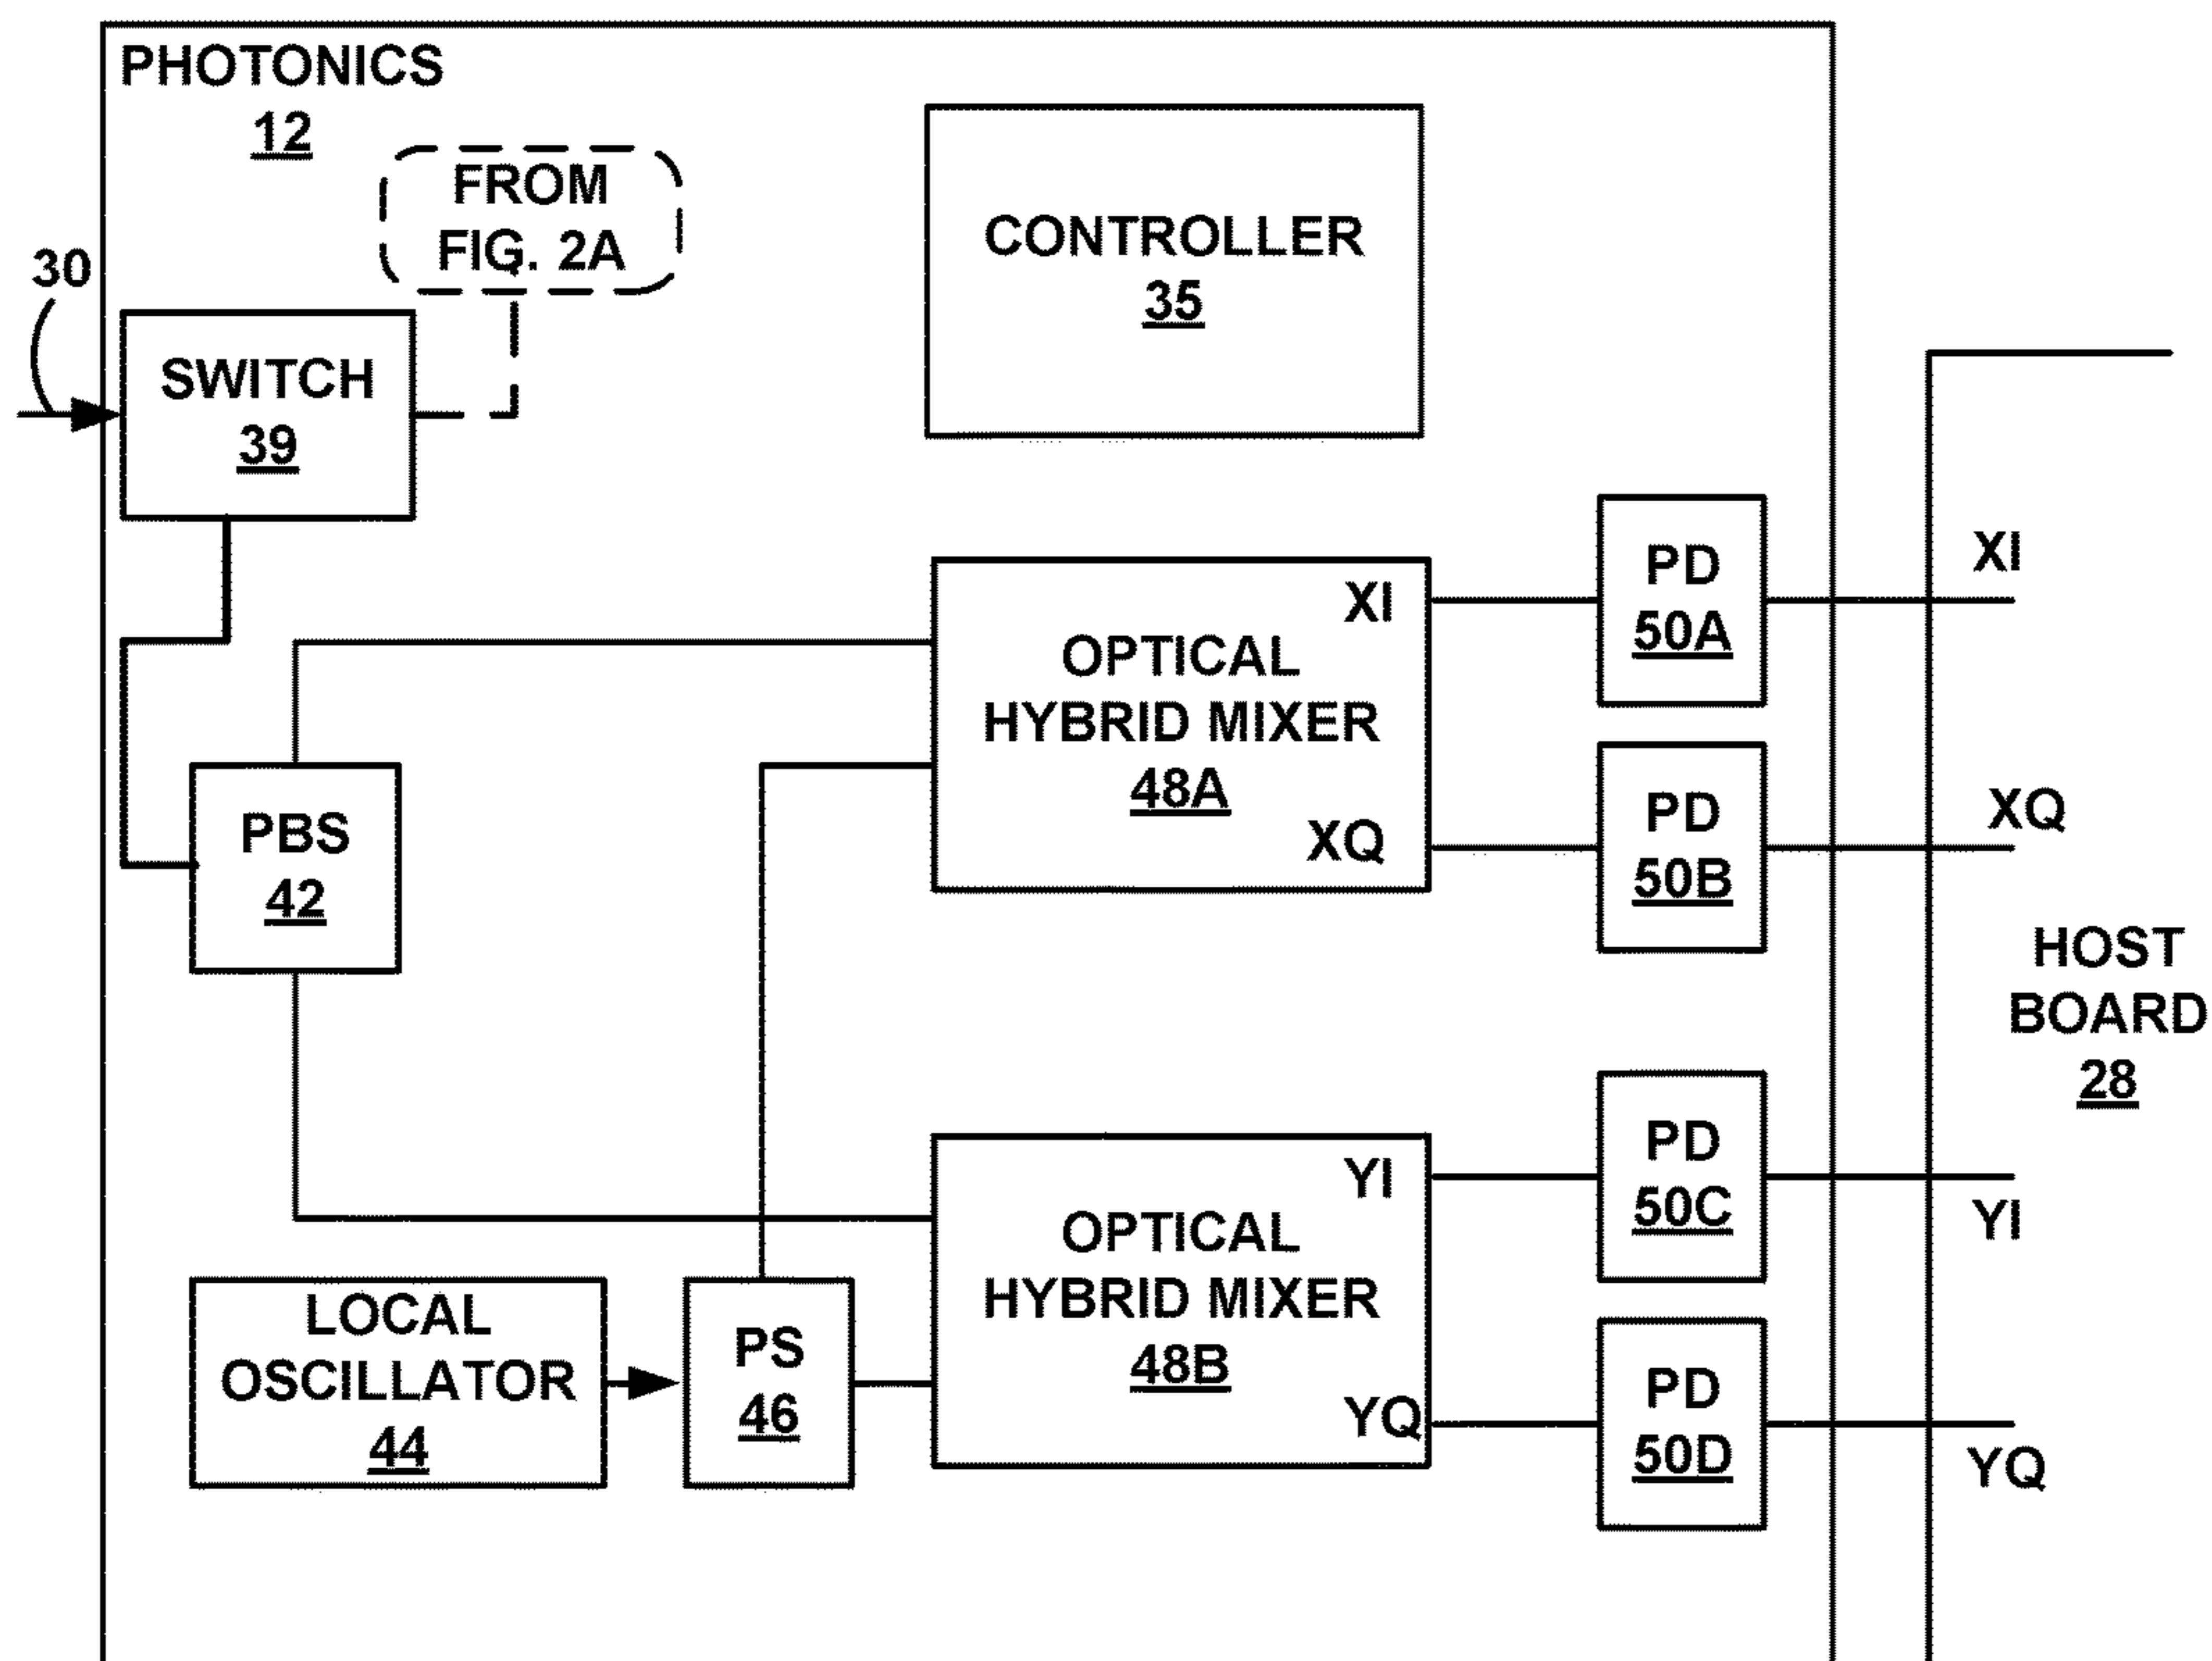 PHOTONICS
12
FROM
FIG. 2A
30
CONTROLLER
35
SWITCH
39
XI
OPTICAL
HYBRID MIXER
48A
XQ
PD
50A
XI
PD
50B
XQ
PBS
42
HOST
BOARD
28
YI
OPTICAL
HYBRID MIXER
48B
YQ
PD
50C
YI
LOCAL
OSCILLATOR
44
PS
46
PD
50D
YQ